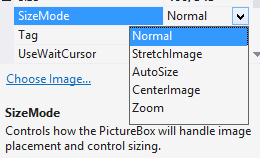 SizeMode Normal
Tag Normal
UseWaitCursor StretchImage
AutoSize
CenterImage
Zoom
Choose Image...
SizeMode
Controls how the PictureBox will handle image
placement and control sizing.